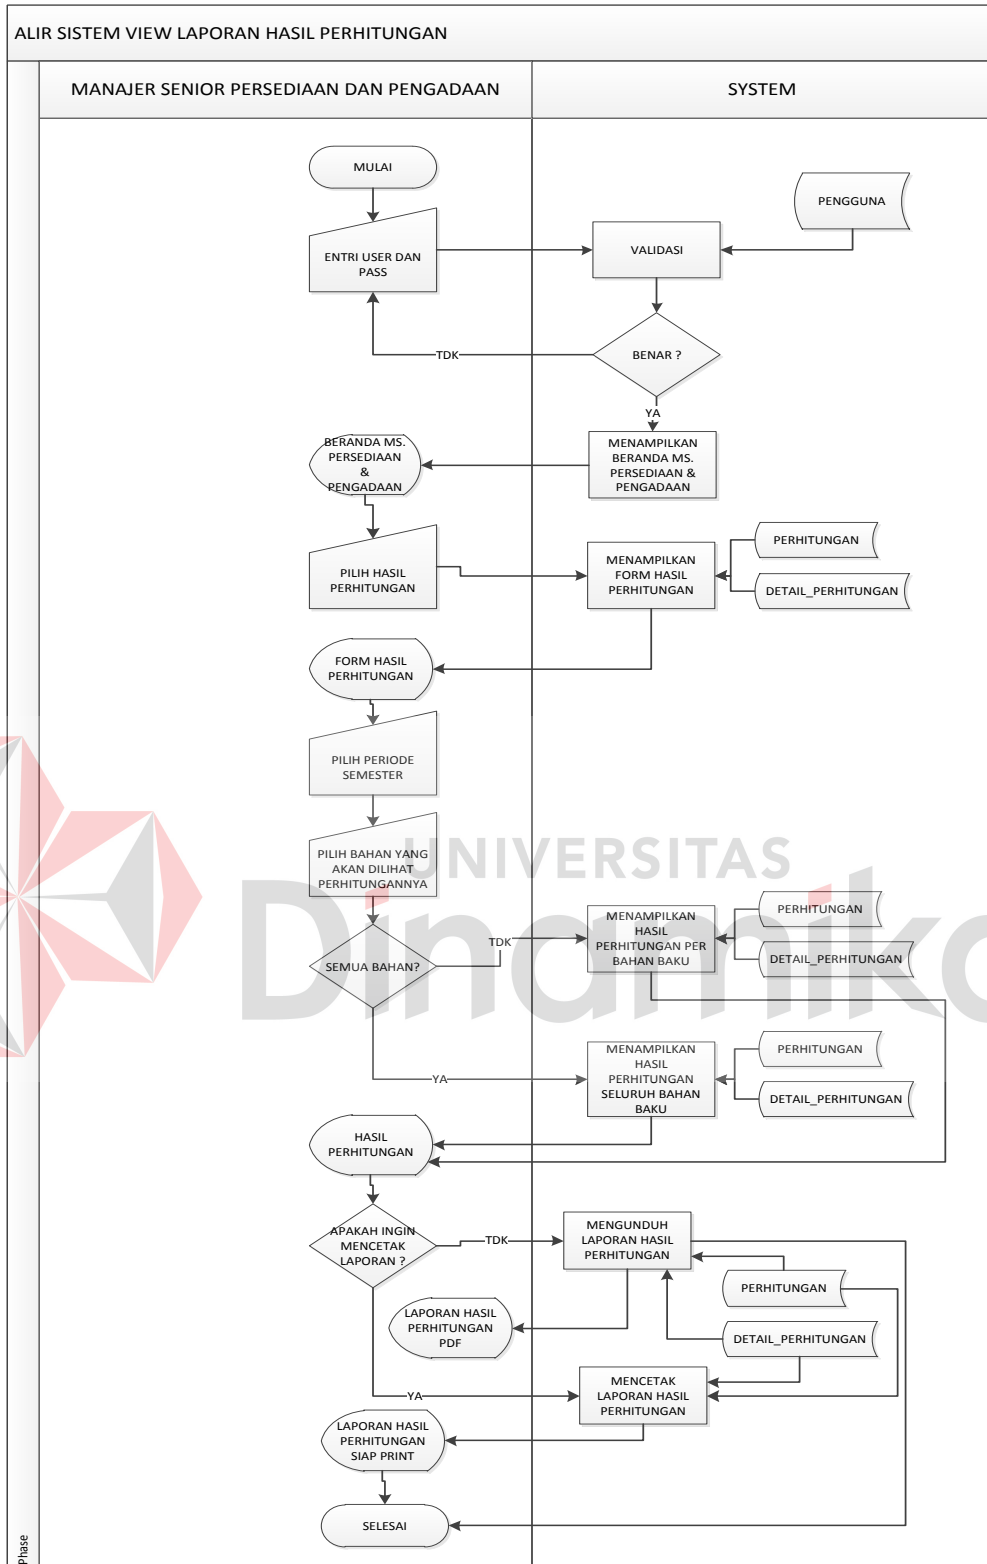 ALIR SISTEM VIEW LAPORAN HASIL PERHITUNGAN
MANAJER SENIOR PERSEDIAAN DAN PENGADAAN
SYSTEM
MULAI
PENGGUNA
ENTRI USER DAN
PASS
VALIDASI
BENAR ?
TDK
YA
BERANDA MS.
PERSEDIAAN
&
PENGADAAN
MENAMPILKAN
BERANDA MS.
PERSEDIAAN &
PENGADAAN
PILIH HASIL
PERHITUNGAN
MENAMPILKAN
FORM HASIL
PERHITUNGAN
PERHITUNGAN
DETAIL_PERHITUNGAN
FORM HASIL
PERHITUNGAN
PILIH PERIODE
SEMESTER
PILIH BAHAN YANG
AKAN DILIHAT
PERHITUNGANNYA
UNIVERSITAS
Dinamika
SEMUA BAHAN?
TDK
MENAMPILKAN
HASIL
PERHITUNGAN PER
BAHAN BAKU
PERHITUNGAN
DETAIL_PERHITUNGAN
YA
MENAMPILKAN
HASIL
PERHITUNGAN
SELURUH BAHAN
BAKU
PERHITUNGAN
DETAIL_PERHITUNGAN
HASIL
PERHITUNGAN
APAKAH INGIN
MENCETAK
LAPORAN ?
TDK
MENGUNDUH
LAPORAN HASIL
PERHITUNGAN
PERHITUNGAN
LAPORAN HASIL
PERHITUNGAN
PDF
DETAIL_PERHITUNGAN
YA
MENCETAK
LAPORAN HASIL
PERHITUNGAN
LAPORAN HASIL
PERHITUNGAN
SIAP PRINT
SELESAI
Phase